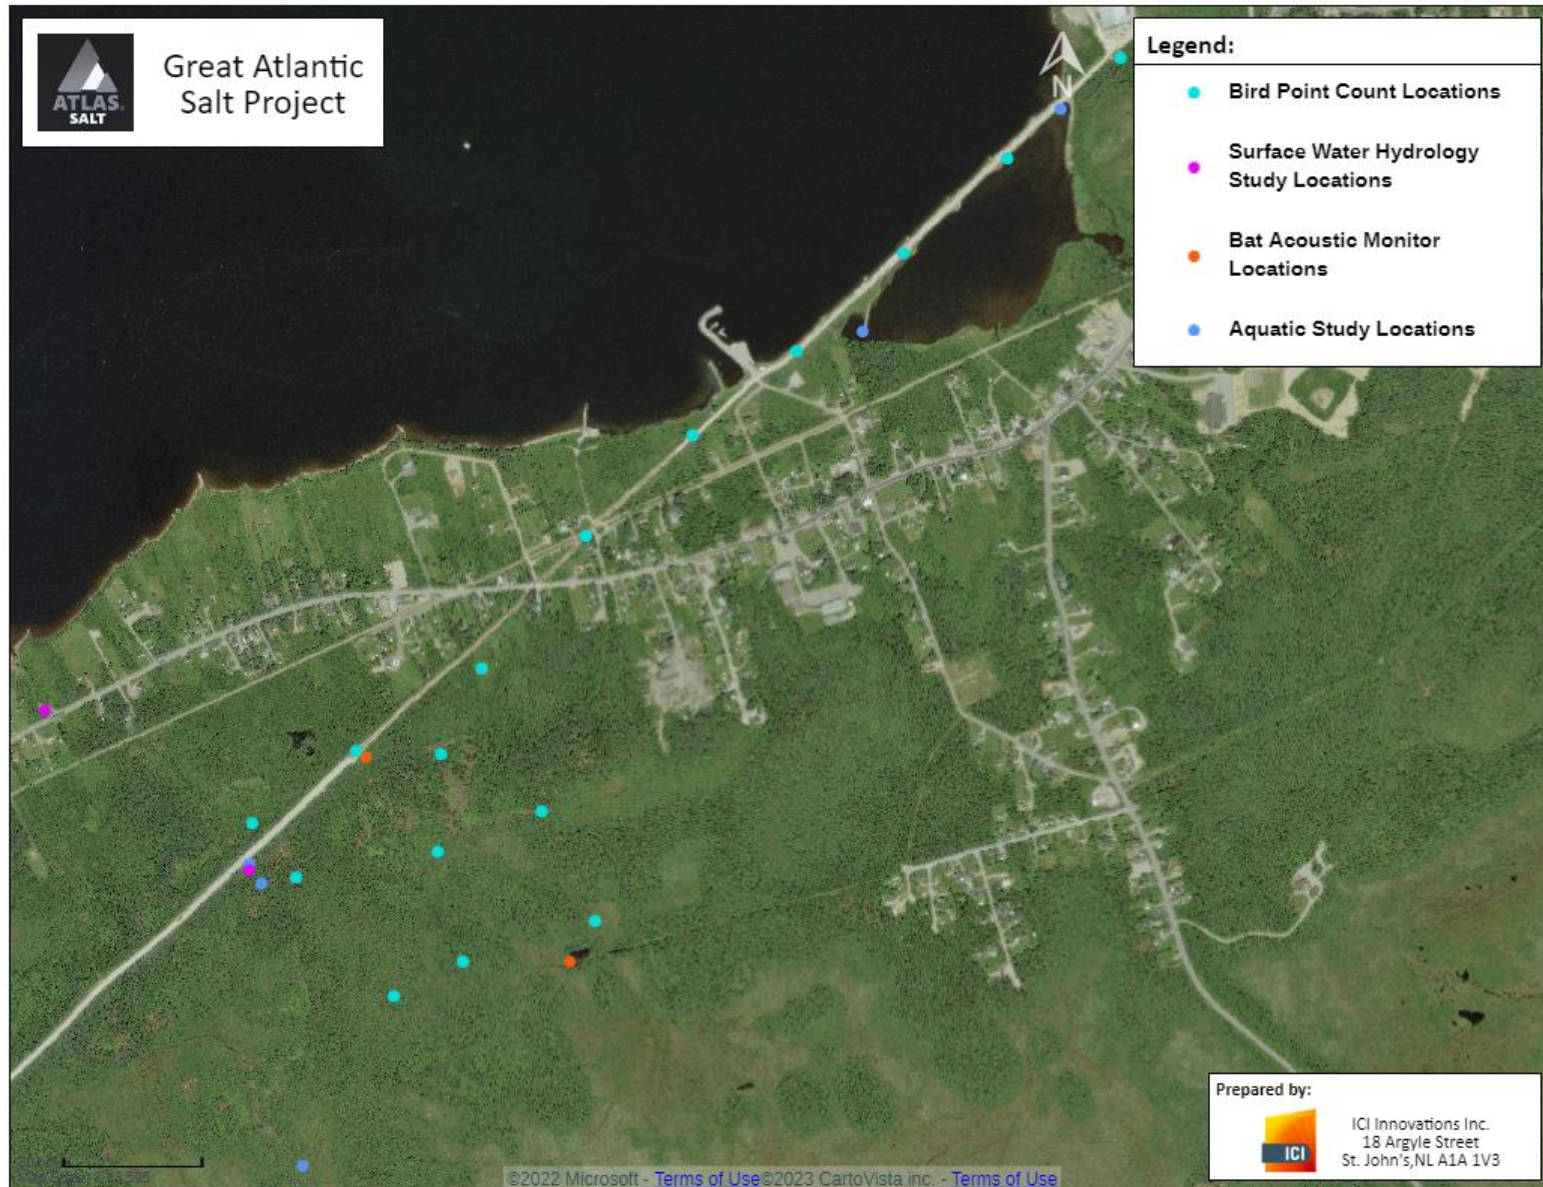 ATLAS
SALT
Great Atlantic
Salt Project
N
Legend:
Bird Point Count Locations
Surface Water Hydrology
Study Locations
Bat Acoustic Monitor
Locations
Aquatic Study Locations
Prepared by:
ICI
ICI Innovations Inc.
18 Argyle Street
St. John's,NL A1A 1V3
©2022 Microsoft - Terms of Use©2023 CartoVista inc. - Terms of Use